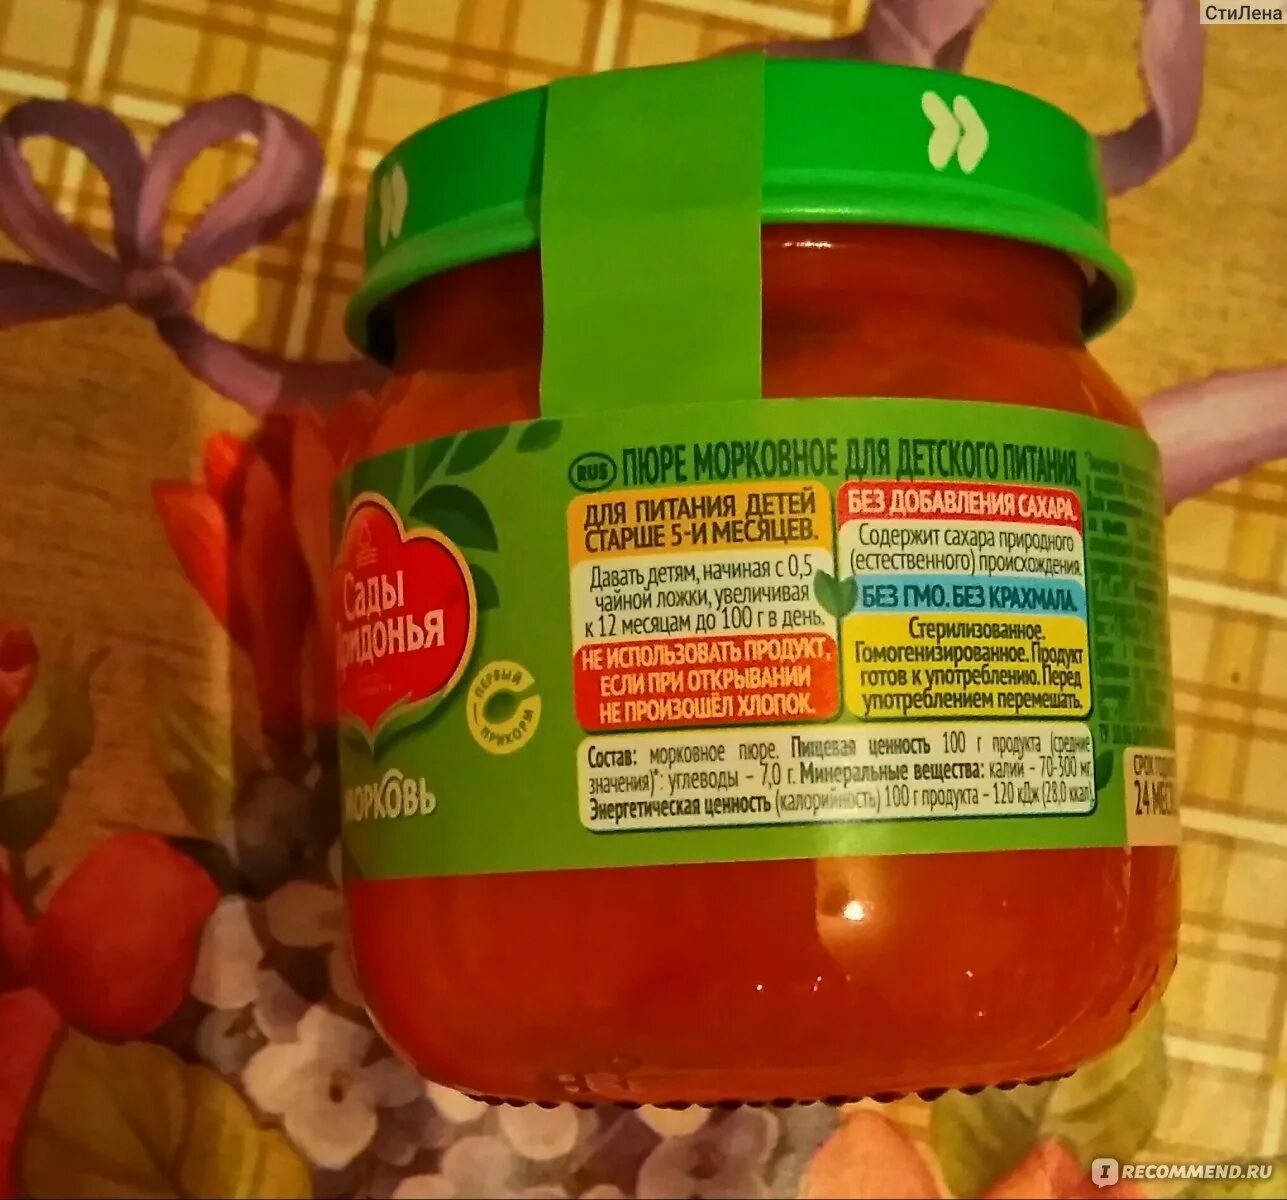 СтиЛена
Сады
Придонья
ПЕРВЫЙ
ПРИКОРМ
МОРКОВЬ
RUS ПЮРЕ МОРКОВНОЕ ДЛЯ ДЕТСКОГО ПИТАНИЯ.
ДЛЯ ПИТАНИЯ ДЕТЕЙ
СТАРШЕ 5-И МЕСЯЦЕВ.
Давать детям, начиная с 0,5
чайной ложки, увеличивая
к 12 месяцам до 100 г в день.
НЕ ИСПОЛЬЗОВАТЬ ПРОДУКТ,
ЕСЛИ ПРИ ОТКРЫВАНИИ
НЕ ПРОИЗОШЁЛ ХЛОПОК.
БЕЗ ДОБАВЛЕНИЯ САХАРА.
Содержит сахара природного
(естественного) происхождения.
БЕЗ ГМО. БЕЗ КРАХМАЛА.
Стерилизованное.
Гомогенизированное. Продукт
готов к употреблению. Перед
употреблением перемешать.
Состав: морковное пюре. Пищевая ценность 100 г продукта (средние
значения)*: углеводы – 7,0 г. Минеральные вещества: калий – 70-300 мг.
Энергетическая ценность (калорийность) 100 г продукта – 120 кДж (28,0 ккал)
СРОК
24
IRECOMMEND.RU